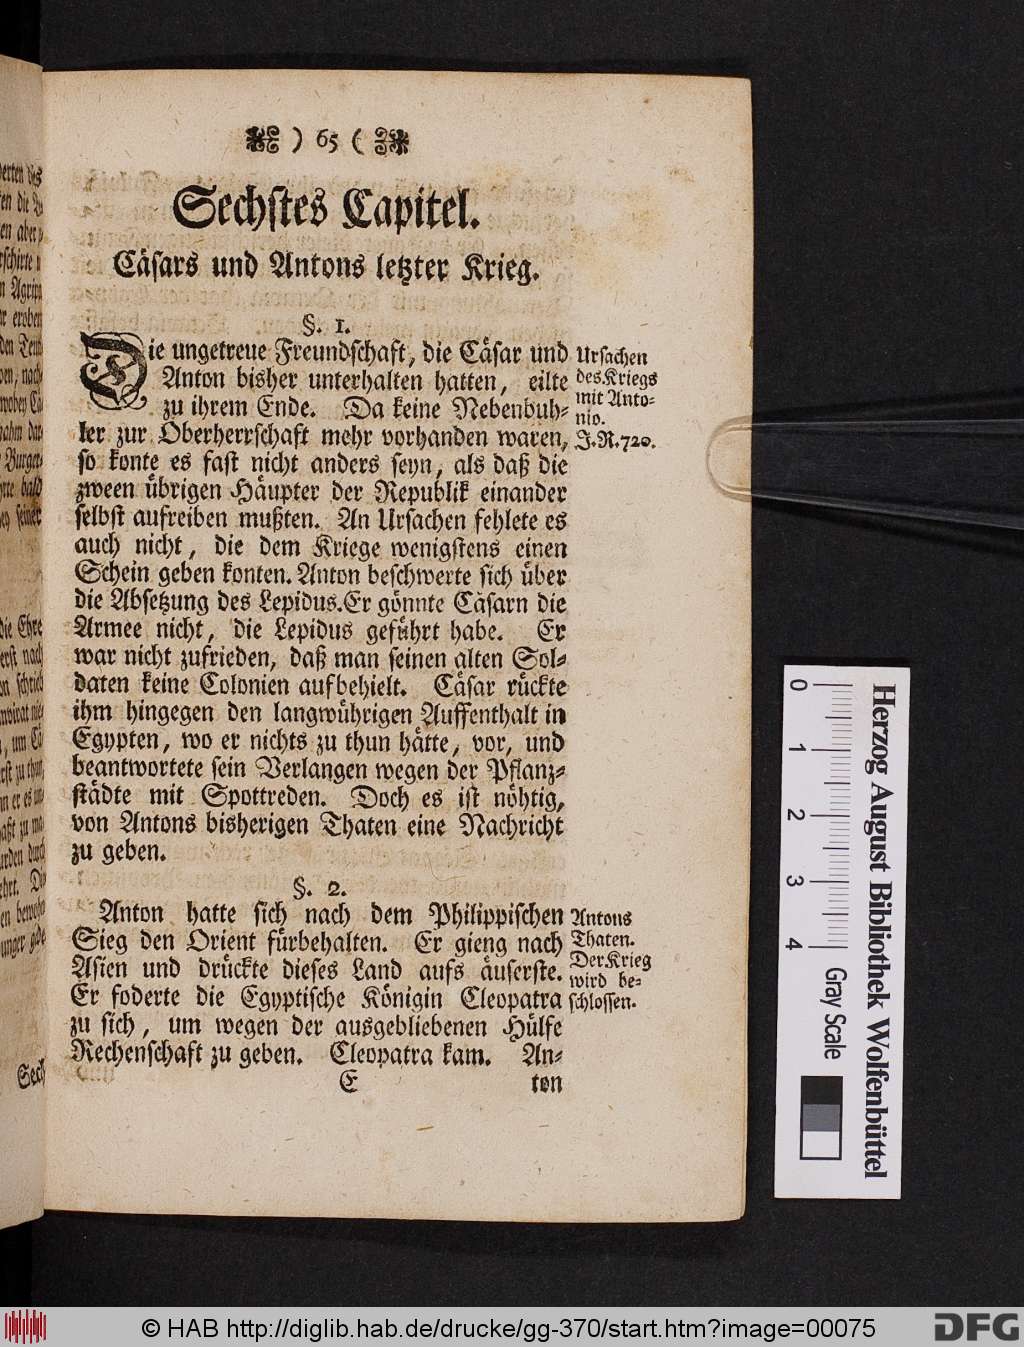 ) 65 (
Sechstes Capitel.
Cäsars und Antons letzter Krieg.
§. 1.
Die ungetreue Freundschaft, die Cäsar und
Anton bisher unterhalten hatten, eilte
zu ihrem Ende. Da keine Nebenbuh-
ler zur Oberherrschaft mehr vorhanden waren,
so konte es fast nicht anders seyn, als daß die
zween übrigen Häupter der Republik einander
selbst aufreiben mußten. An Ursachen fehlete es
auch nicht, die dem Kriege wenigstens einen
Schein geben konten. Anton beschwerte sich über
die Absetzung des Lepidus. Er gönnte Cäsarn die
Armee nicht, die Lepidus geführt habe. Er
war nicht zufrieden, daß man seinen alten Sol-
daten keine Colonien aufbehielt. Cäsar rückte
ihm hingegen den langwührigen Auffenthalt in
Egypten, wo er nichts zu thun hätte, vor, und
beantwortete sein Verlangen wegen der Pflanz-
städte mit Spottreden. Doch es ist nöhtig,
von Antons bisherigen Thaten eine Nachricht
zu geben.
Ursachen
des Kriegs
mit Anto-
nio.
J. R. 720.
§. 2.
Anton hatte sich nach dem Philippischen
Sieg den Orient fürbehalten. Er gieng nach
Asien und drückte dieses Land aufs äuserste.
Er foderte die Egyptische Königin Cleopatra
zu sich, um wegen der ausgebliebenen Hülfe
Rechenschaft zu geben. Cleopatra kam. An-
E
ton
Antons
Thaten.
Der Krieg
wird be-
schlossen.
Herzog August Bibliothek Wolfenbüttel
0 1 2 3 4
Gray Scale
© HAB http://diglib.hab.de/drucke/gg-370/start.htm?image=00075
DFG